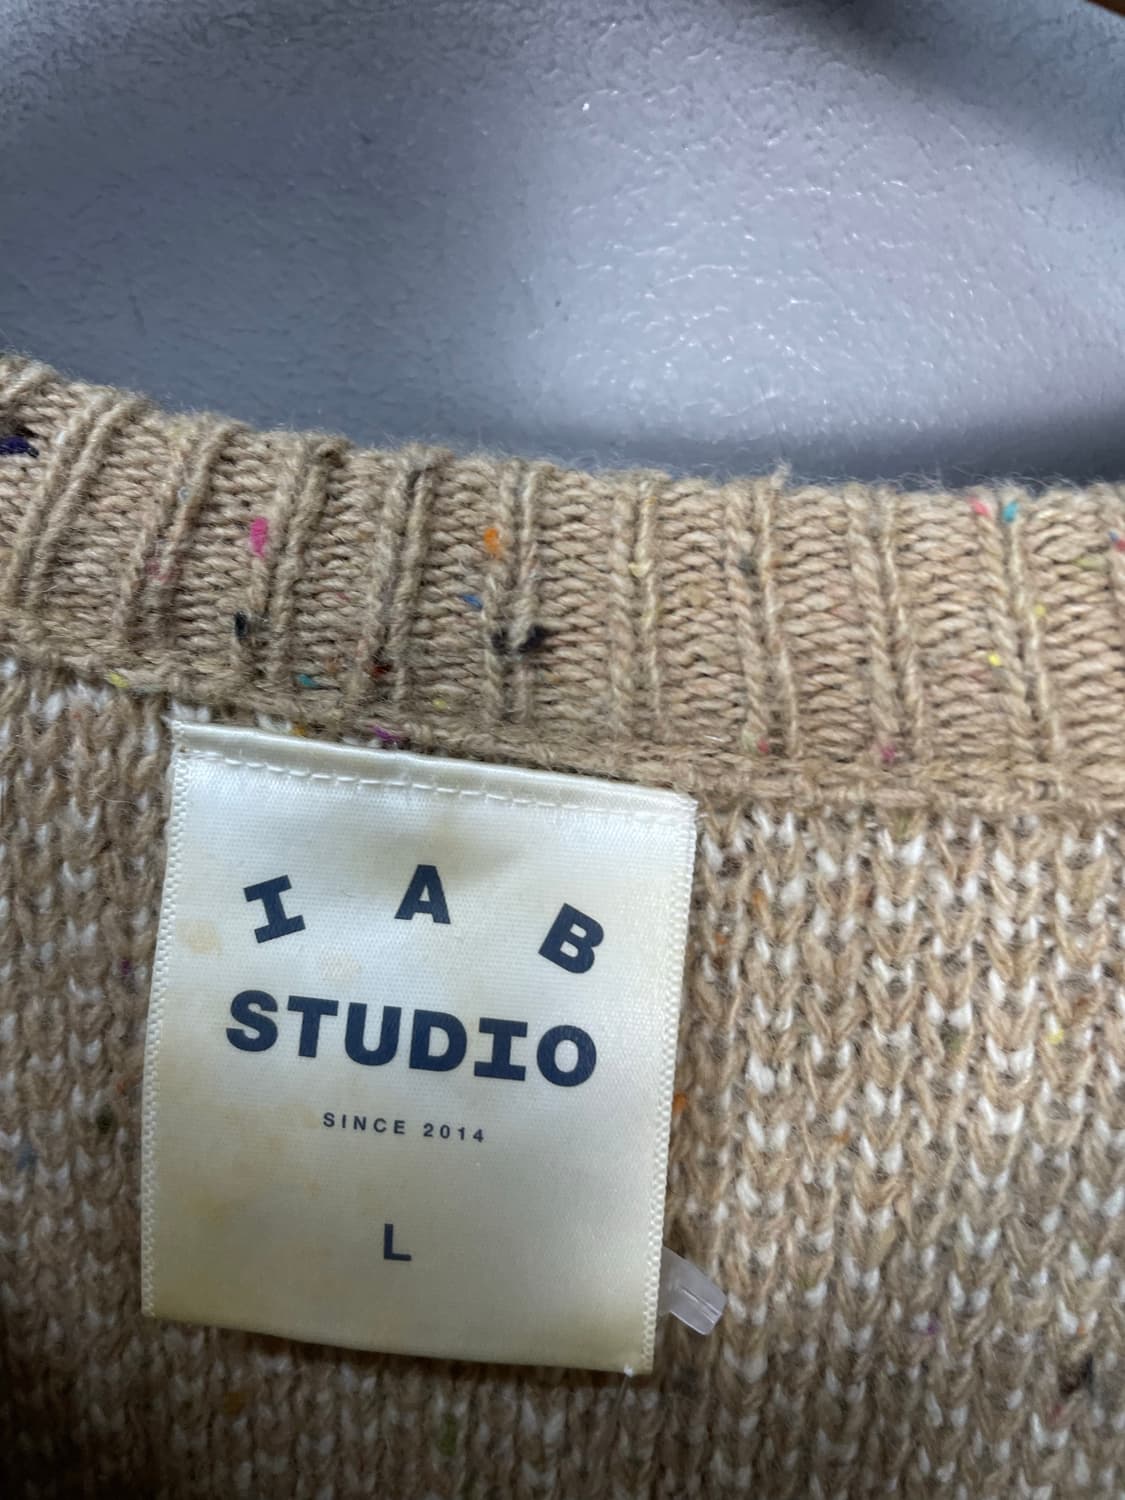 I A B
STUDIO
SINCE 2014
L